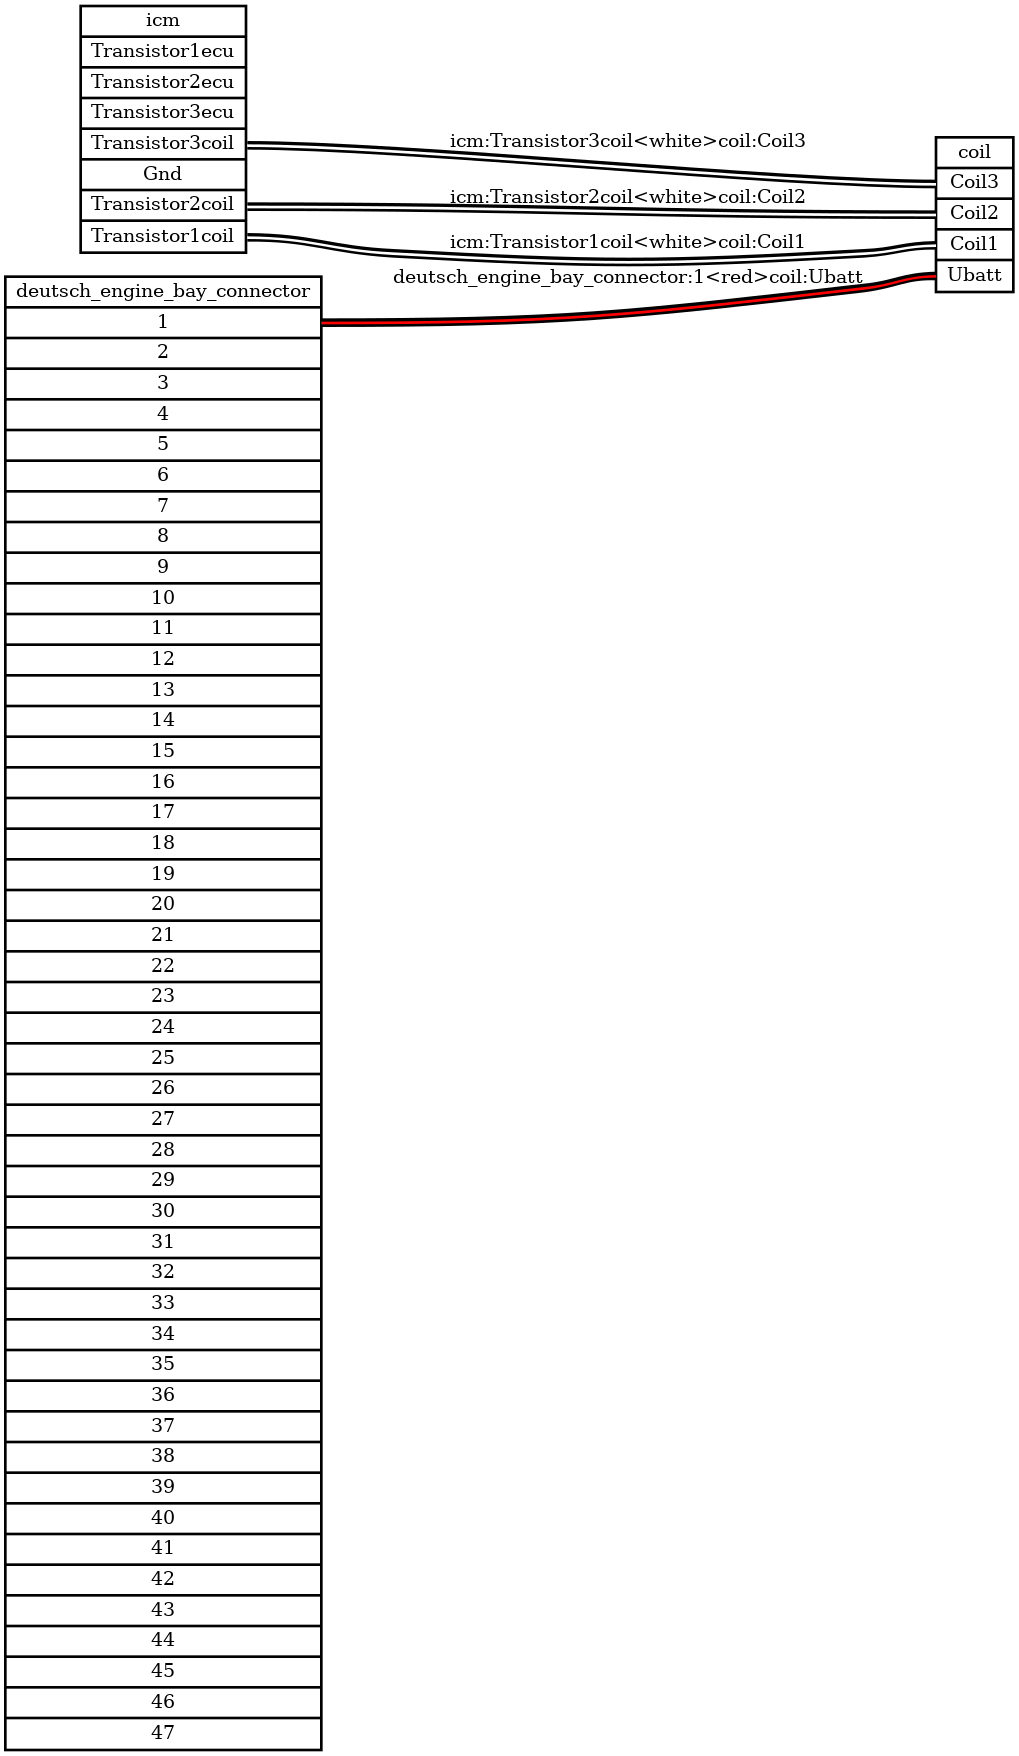 icm
Transistor1ecu
Transistor2ecu
Transistor3ecu
Transistor3coil
Gnd
Transistor2coil
Transistor1coil
icm:Transistor3coil<white>coil:Coil3
icm:Transistor2coil<white>coil:Coil2
icm:Transistor1coil<white>coil:Coil1
deutsch_engine_bay_connector:1<red>coil:Ubatt
coil
Coil3
Coil2
Coil1
Ubatt
deutsch_engine_bay_connector
1
2
3
4
5
6
7
8
9
10
11
12
13
14
15
16
17
18
19
20
21
22
23
24
25
26
27
28
29
30
31
32
33
34
35
36
37
38
39
40
41
42
43
44
45
46
47